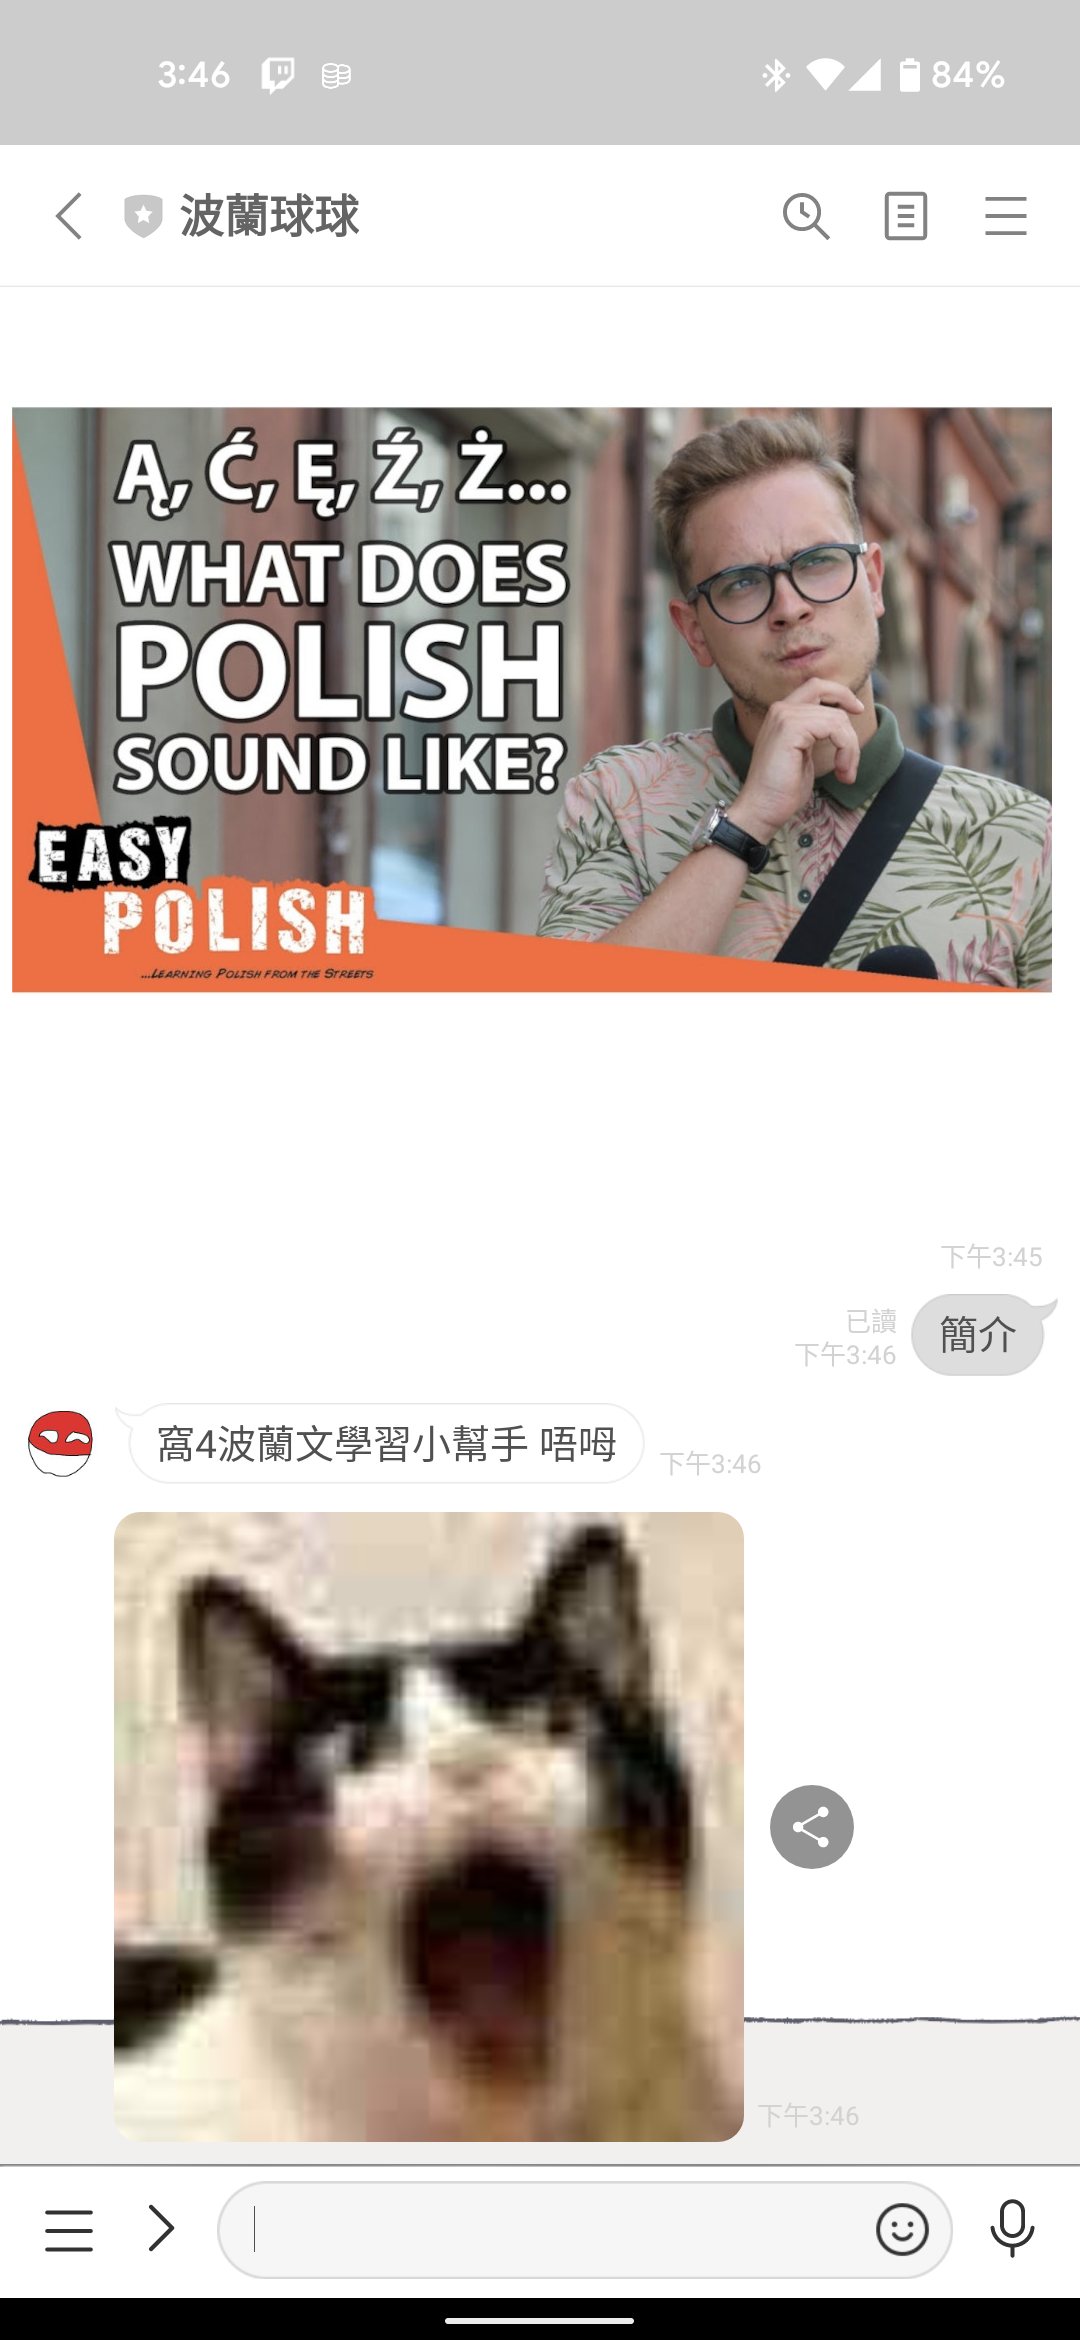 3:46
84%
波蘭球球
Ą, Ć, Ę, Ź, Ż...
WHAT DOES
POLISH
SOUND LIKE?
EASY
POLISH
...LEARNING POLISH FROM THE STREETS
下午3:45
已讀
下午3:46
簡介
窩4波蘭文學習小幫手 唔呣
下午3:46
下午3:46